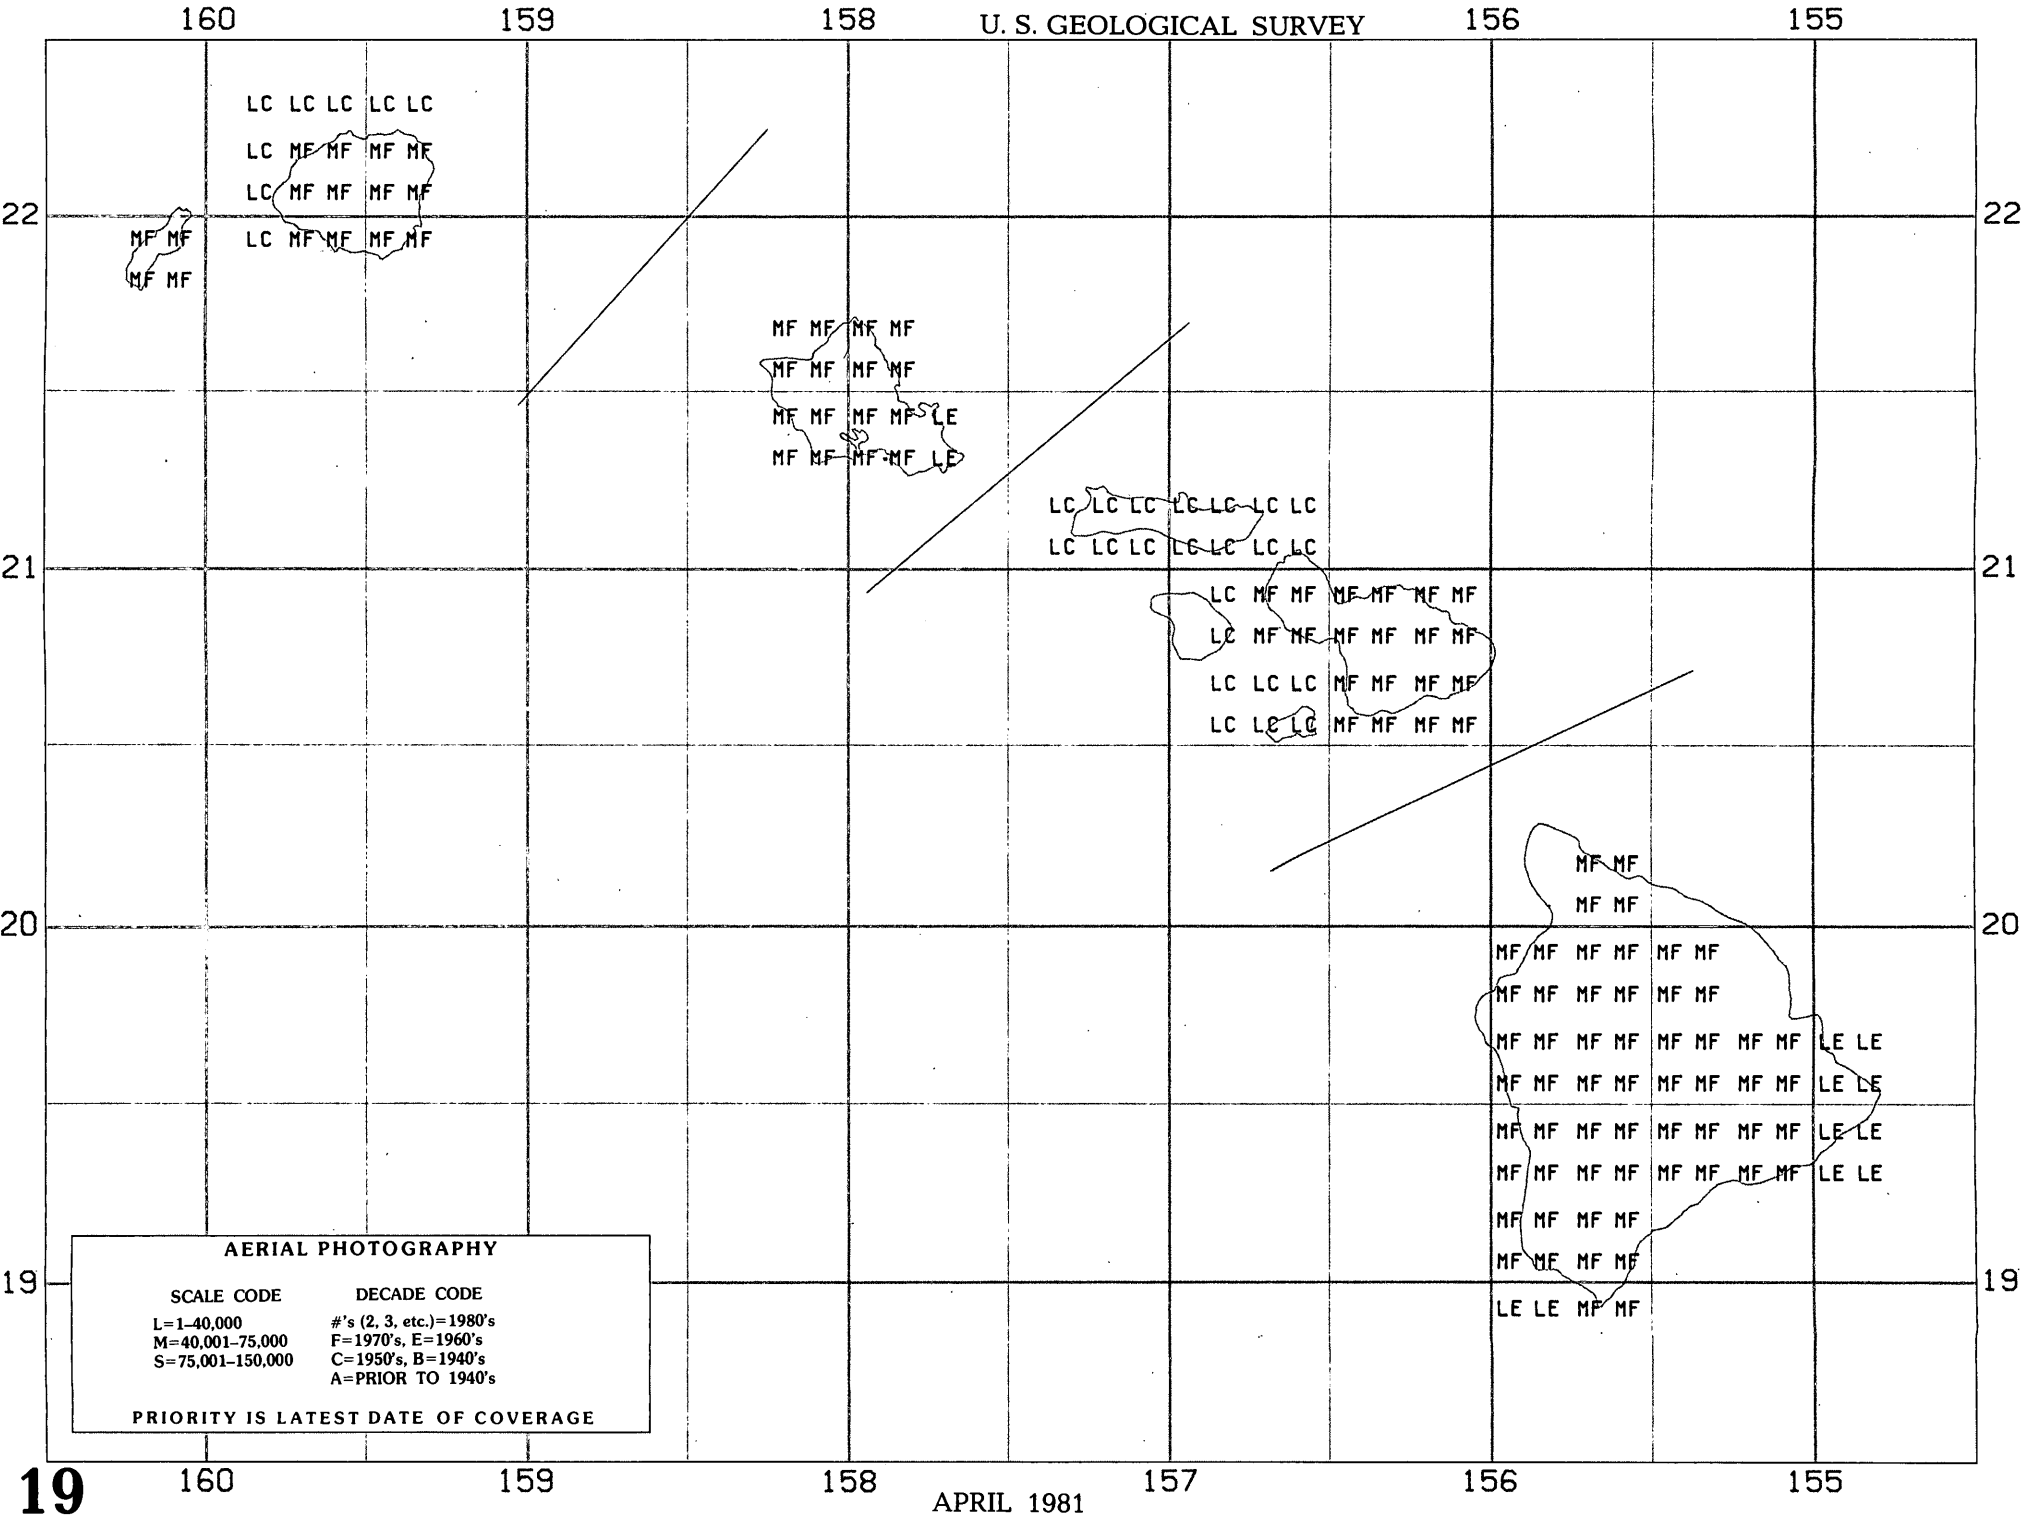 160 159 158 U. S. GEOLOGICAL SURVEY 156 155
LC LC LC LC LC
LC MF MF MF MF
LC MF MF MF MF
22 22
MF MF LC MF MF MF MF
MF MF
MF MF MF MF
MF MF MF MF
MF MF MF MF LE
MF MF MF MF LE
LC LC LC LC LC LC LC
LC LC LC LC LC LC LC
21 21
LC MF MF MF MF MF MF
LC MF MF MF MF MF MF
LC LC LC MF MF MF MF
LC LC LC MF MF MF MF
MF MF
MF MF
20 20
MF MF MF MF MF MF
MF MF MF MF MF MF
MF MF MF MF MF MF MF MF LE LE
MF MF MF MF MF MF MF MF LE LE
MF MF MF MF MF MF MF MF LE LE
MF MF MF MF MF MF MF MF LE LE
MF MF MF MF
MF MF MF MF
19 19
LE LE MF MF
AERIAL PHOTOGRAPHY
SCALE CODE DECADE CODE
L=1–40,000 #'s (2, 3, etc.)=1980's
M=40,001–75,000 F=1970's, E=1960's
S=75,001–150,000 C=1950's, B=1940's
A=PRIOR TO 1940's
PRIORITY IS LATEST DATE OF COVERAGE
160 159 158 157 156 155
19 APRIL 1981